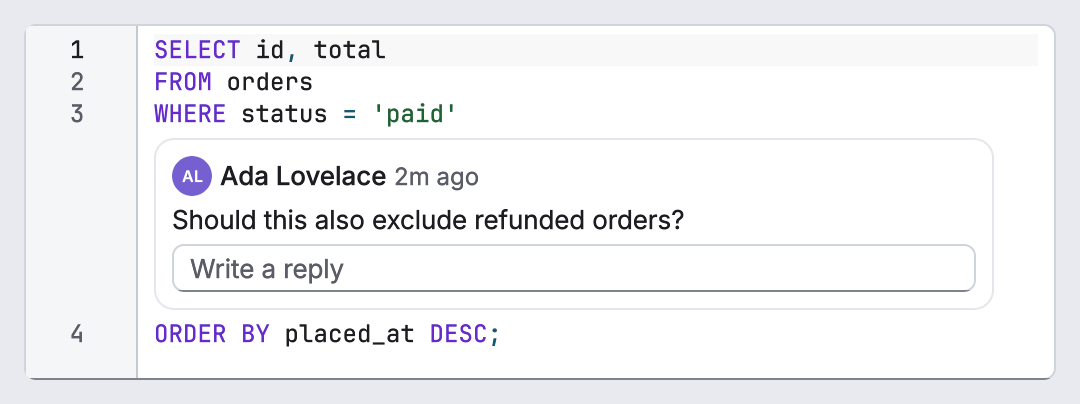 1 SELECT id, total
2 FROM orders
3 WHERE status = 'paid'
AL Ada Lovelace 2m ago
Should this also exclude refunded orders?
Write a reply
4 ORDER BY placed_at DESC;